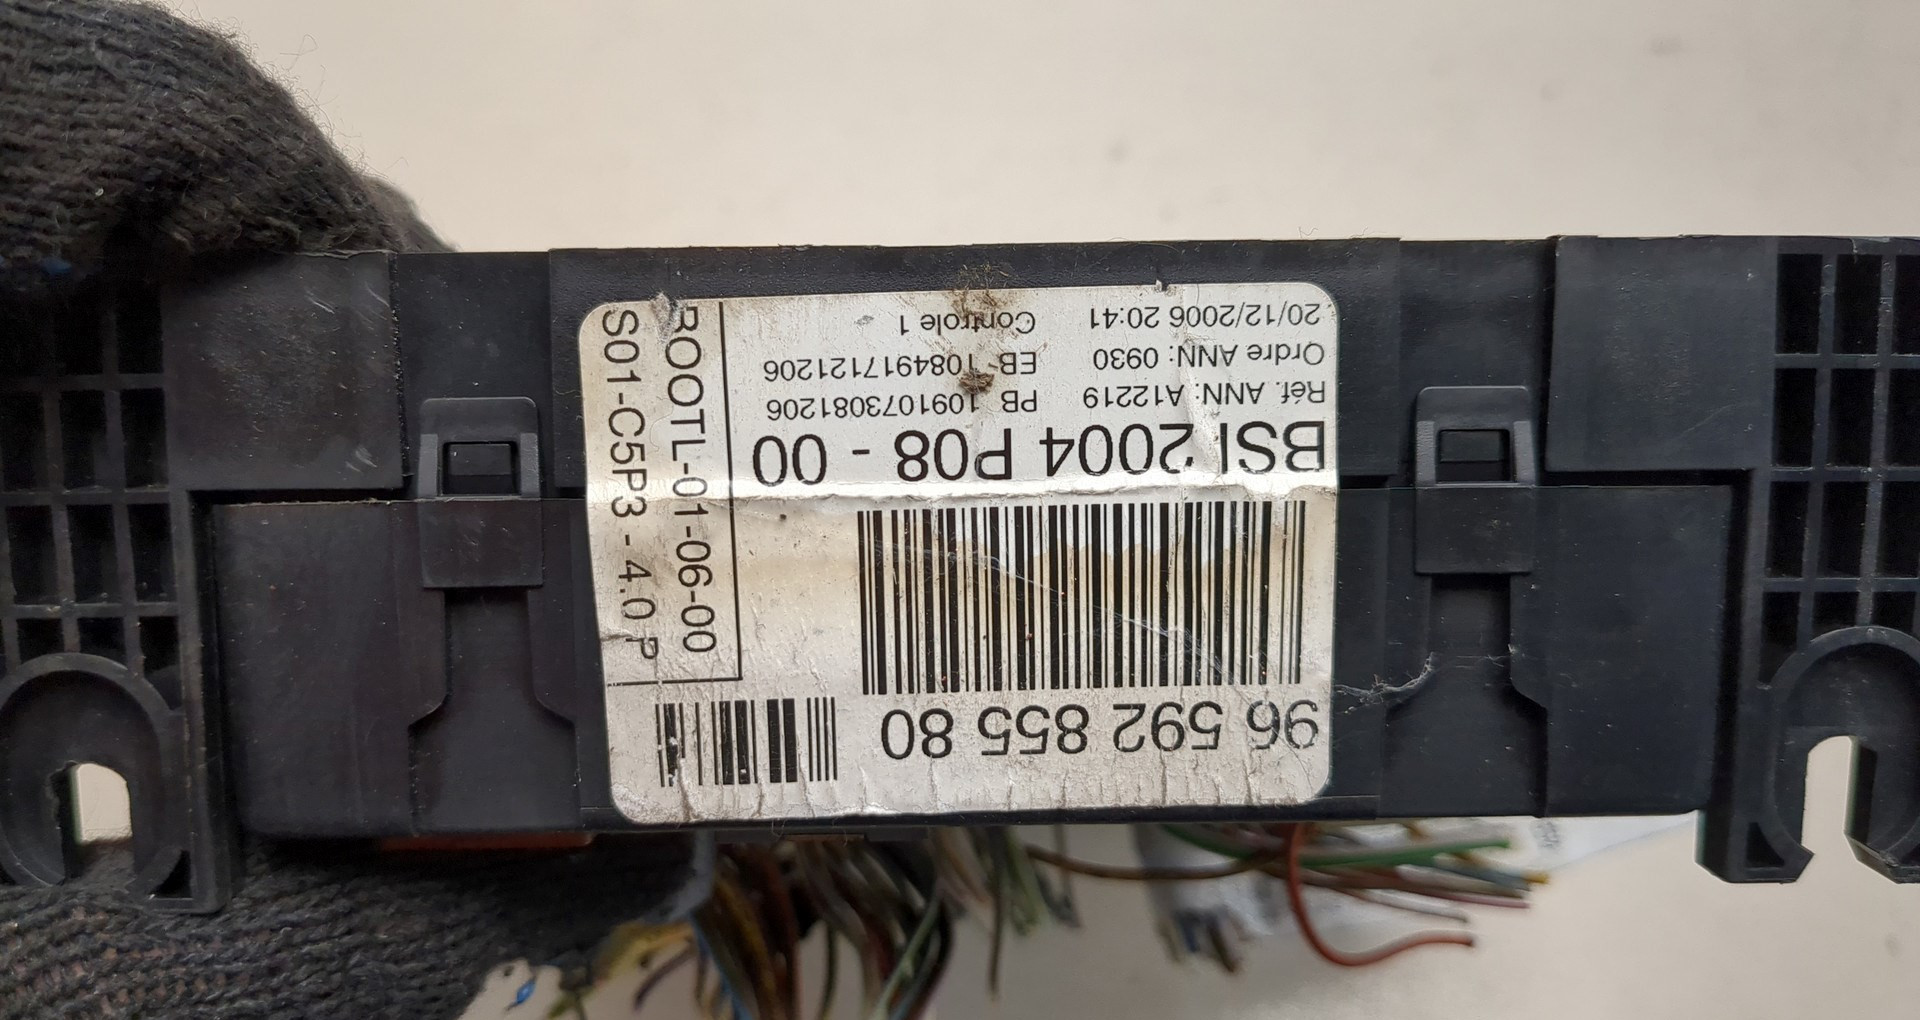 96 592 855 80
BSI 2004 P08 - 00
Réf. ANN: A12219 PB 1091073081206
Ordre ANN: 0930 EB 1084917121206
20/12/2006 20:41 Controle 1
ROOTL-01-06-00
S01-C5P3 - 4.0 P